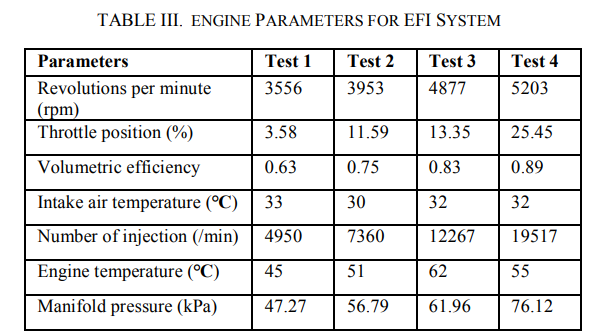 TABLE III. ENGINE PARAMETERS FOR EFI SYSTEM
Parameters Test 1 Test 2 Test 3 Test 4
Revolutions per minute 3556 3953 4877 5203
(rpm)
Throttle position (%) 3.58 11.59 13.35 25.45
Volumetric efficiency 0.63 0.75 0.83 0.89
Intake air temperature (°C) 33 30 32 32
Number of injection (/min) 4950 7360 12267 19517
Engine temperature (°C) 45 51 62 55
Manifold pressure (kPa) 47.27 56.79 61.96 76.12